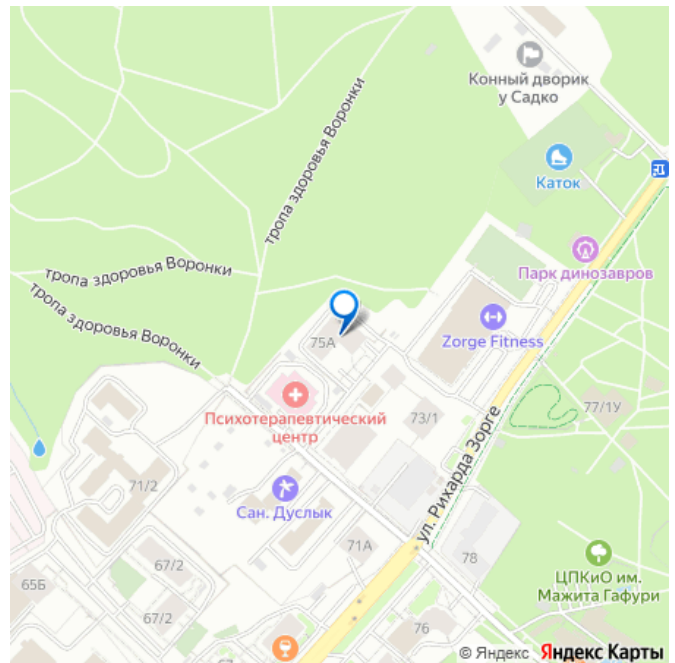 Конный дворик
у Садко
Каток
тропа здоровья Воронки
тропа здоровья Воронки
тропа здоровья Воронки
Парк динозавров
Zorge Fitness
75А
Психотерапевтический
центр
73/1
77/1У
ул. Рихарда Зорге
71/2
Сан. Дуслык
71А
78
67/2
65Б
67/2
ЦПКиО им.
Мажита Гафури
76
© Яндекс Яндекс Карты